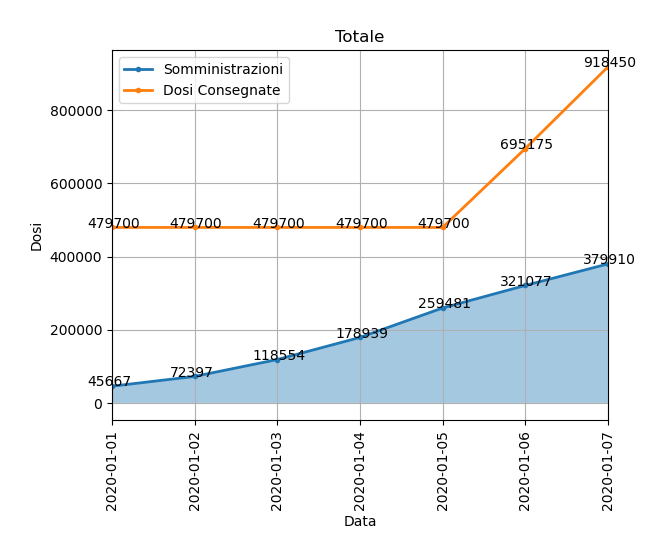 Totale
Somministrazioni
Dosi Consegnate
918450
695175
479700 479700 479700 479700 479700
379910
321077
259481
178939
118554
72397
45667
800000
600000
400000
200000
0
Dosi
2020-01-01 2020-01-02 2020-01-03 2020-01-04 2020-01-05 2020-01-06 2020-01-07
Data